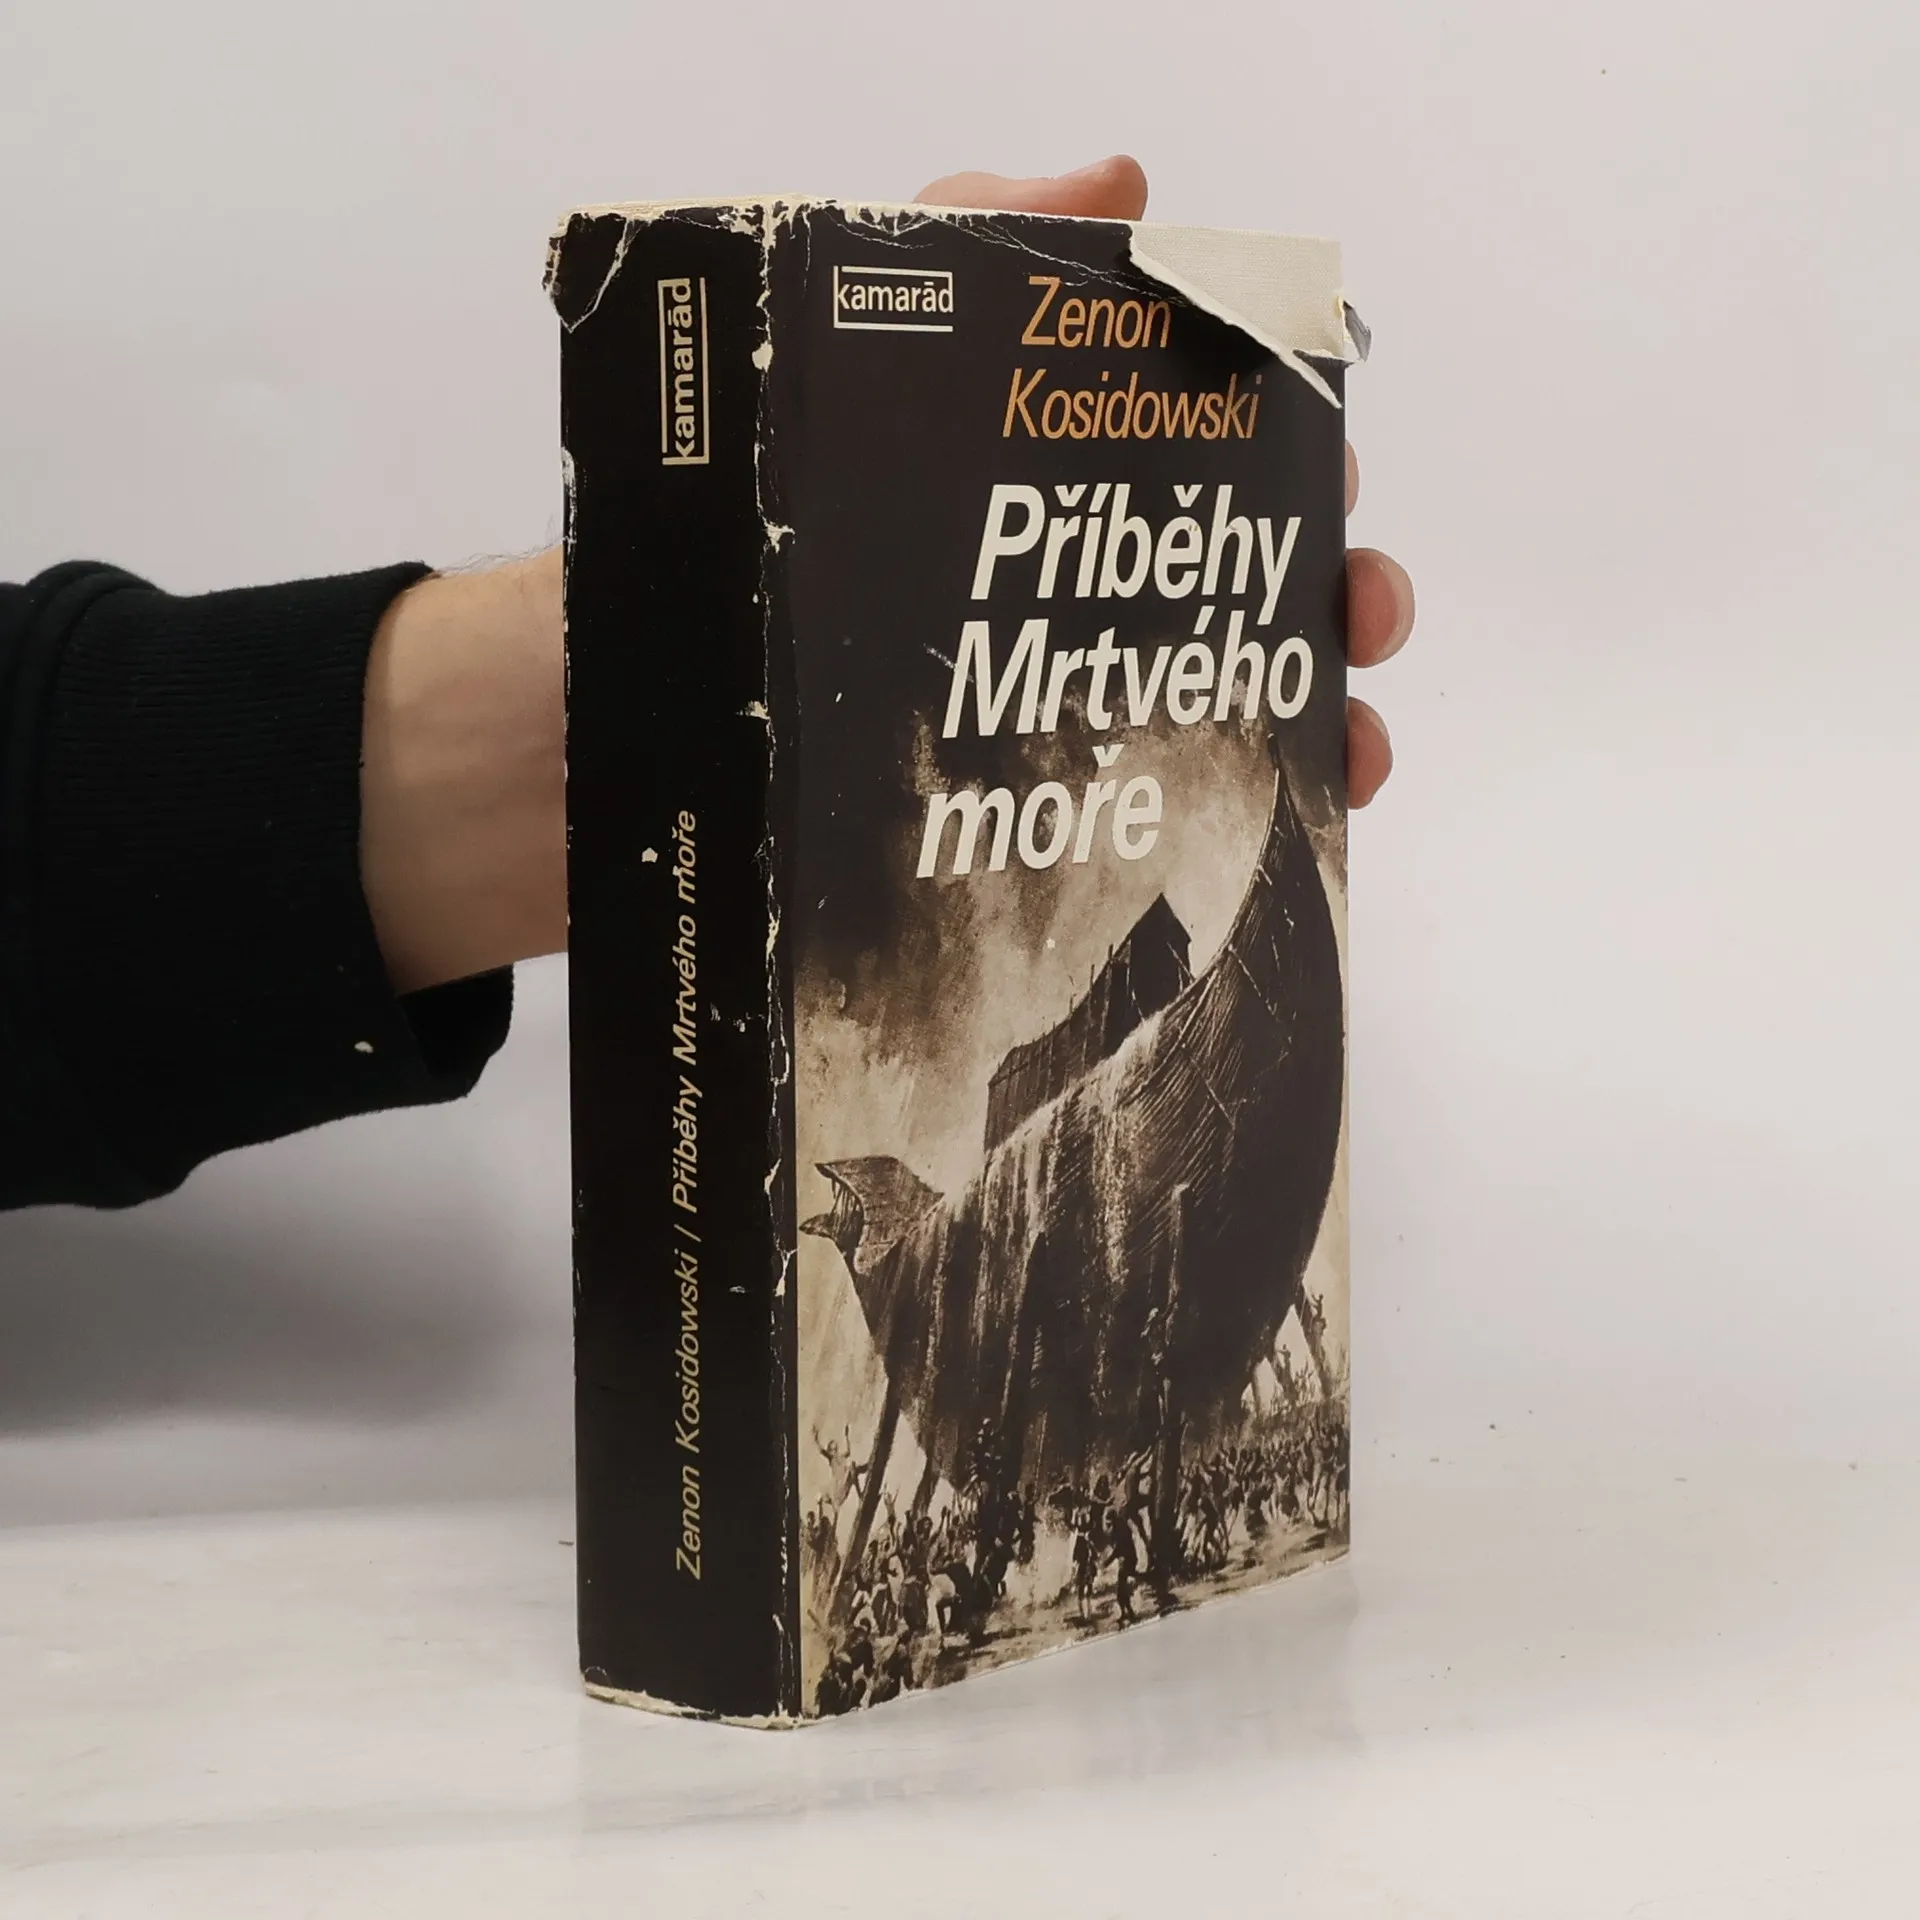 kamarád
Zenon Kosidowski / Příběhy Mrtvého moře
kamarád
Zenon
Kosidowski
Příběhy
Mrtvého
moře